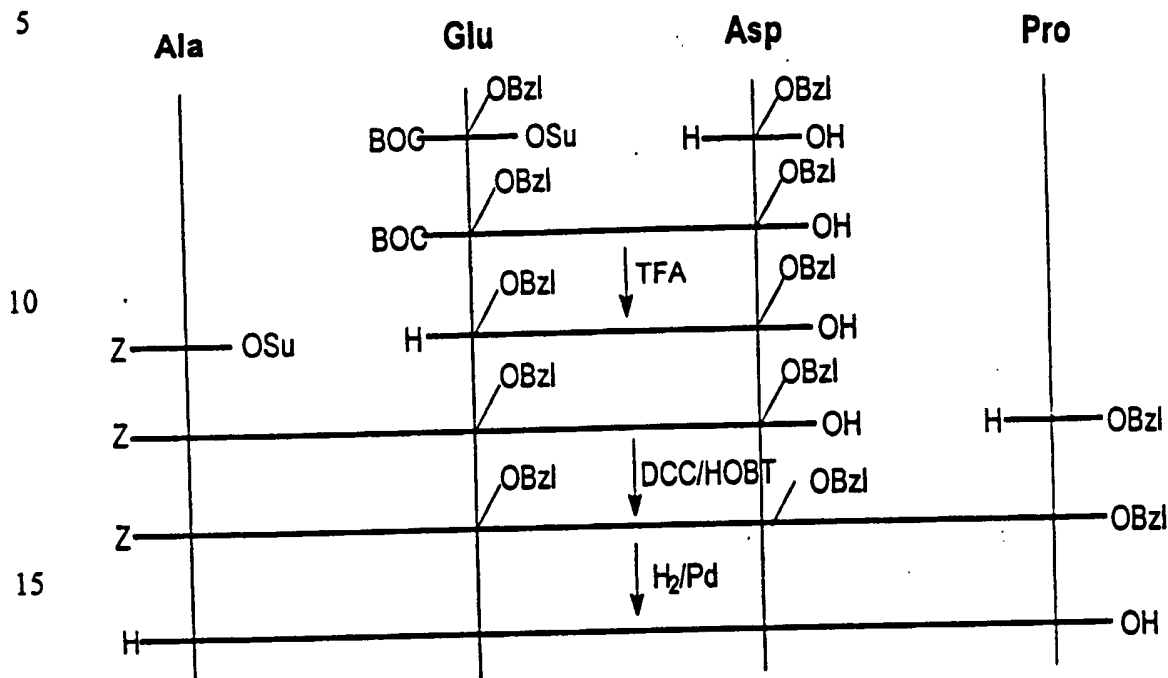 5
Ala Glu Asp Pro
OBzl OBzl
BOC OSu H OH
OBzl OBzl
BOC OH
TFA
OBzl OBzl
10
Z OSu H OH
OBzl OBzl
Z OH H OBzl
DCC/HOBT
OBzl OBzl
Z OBzl
15
H₂/Pd
H OH